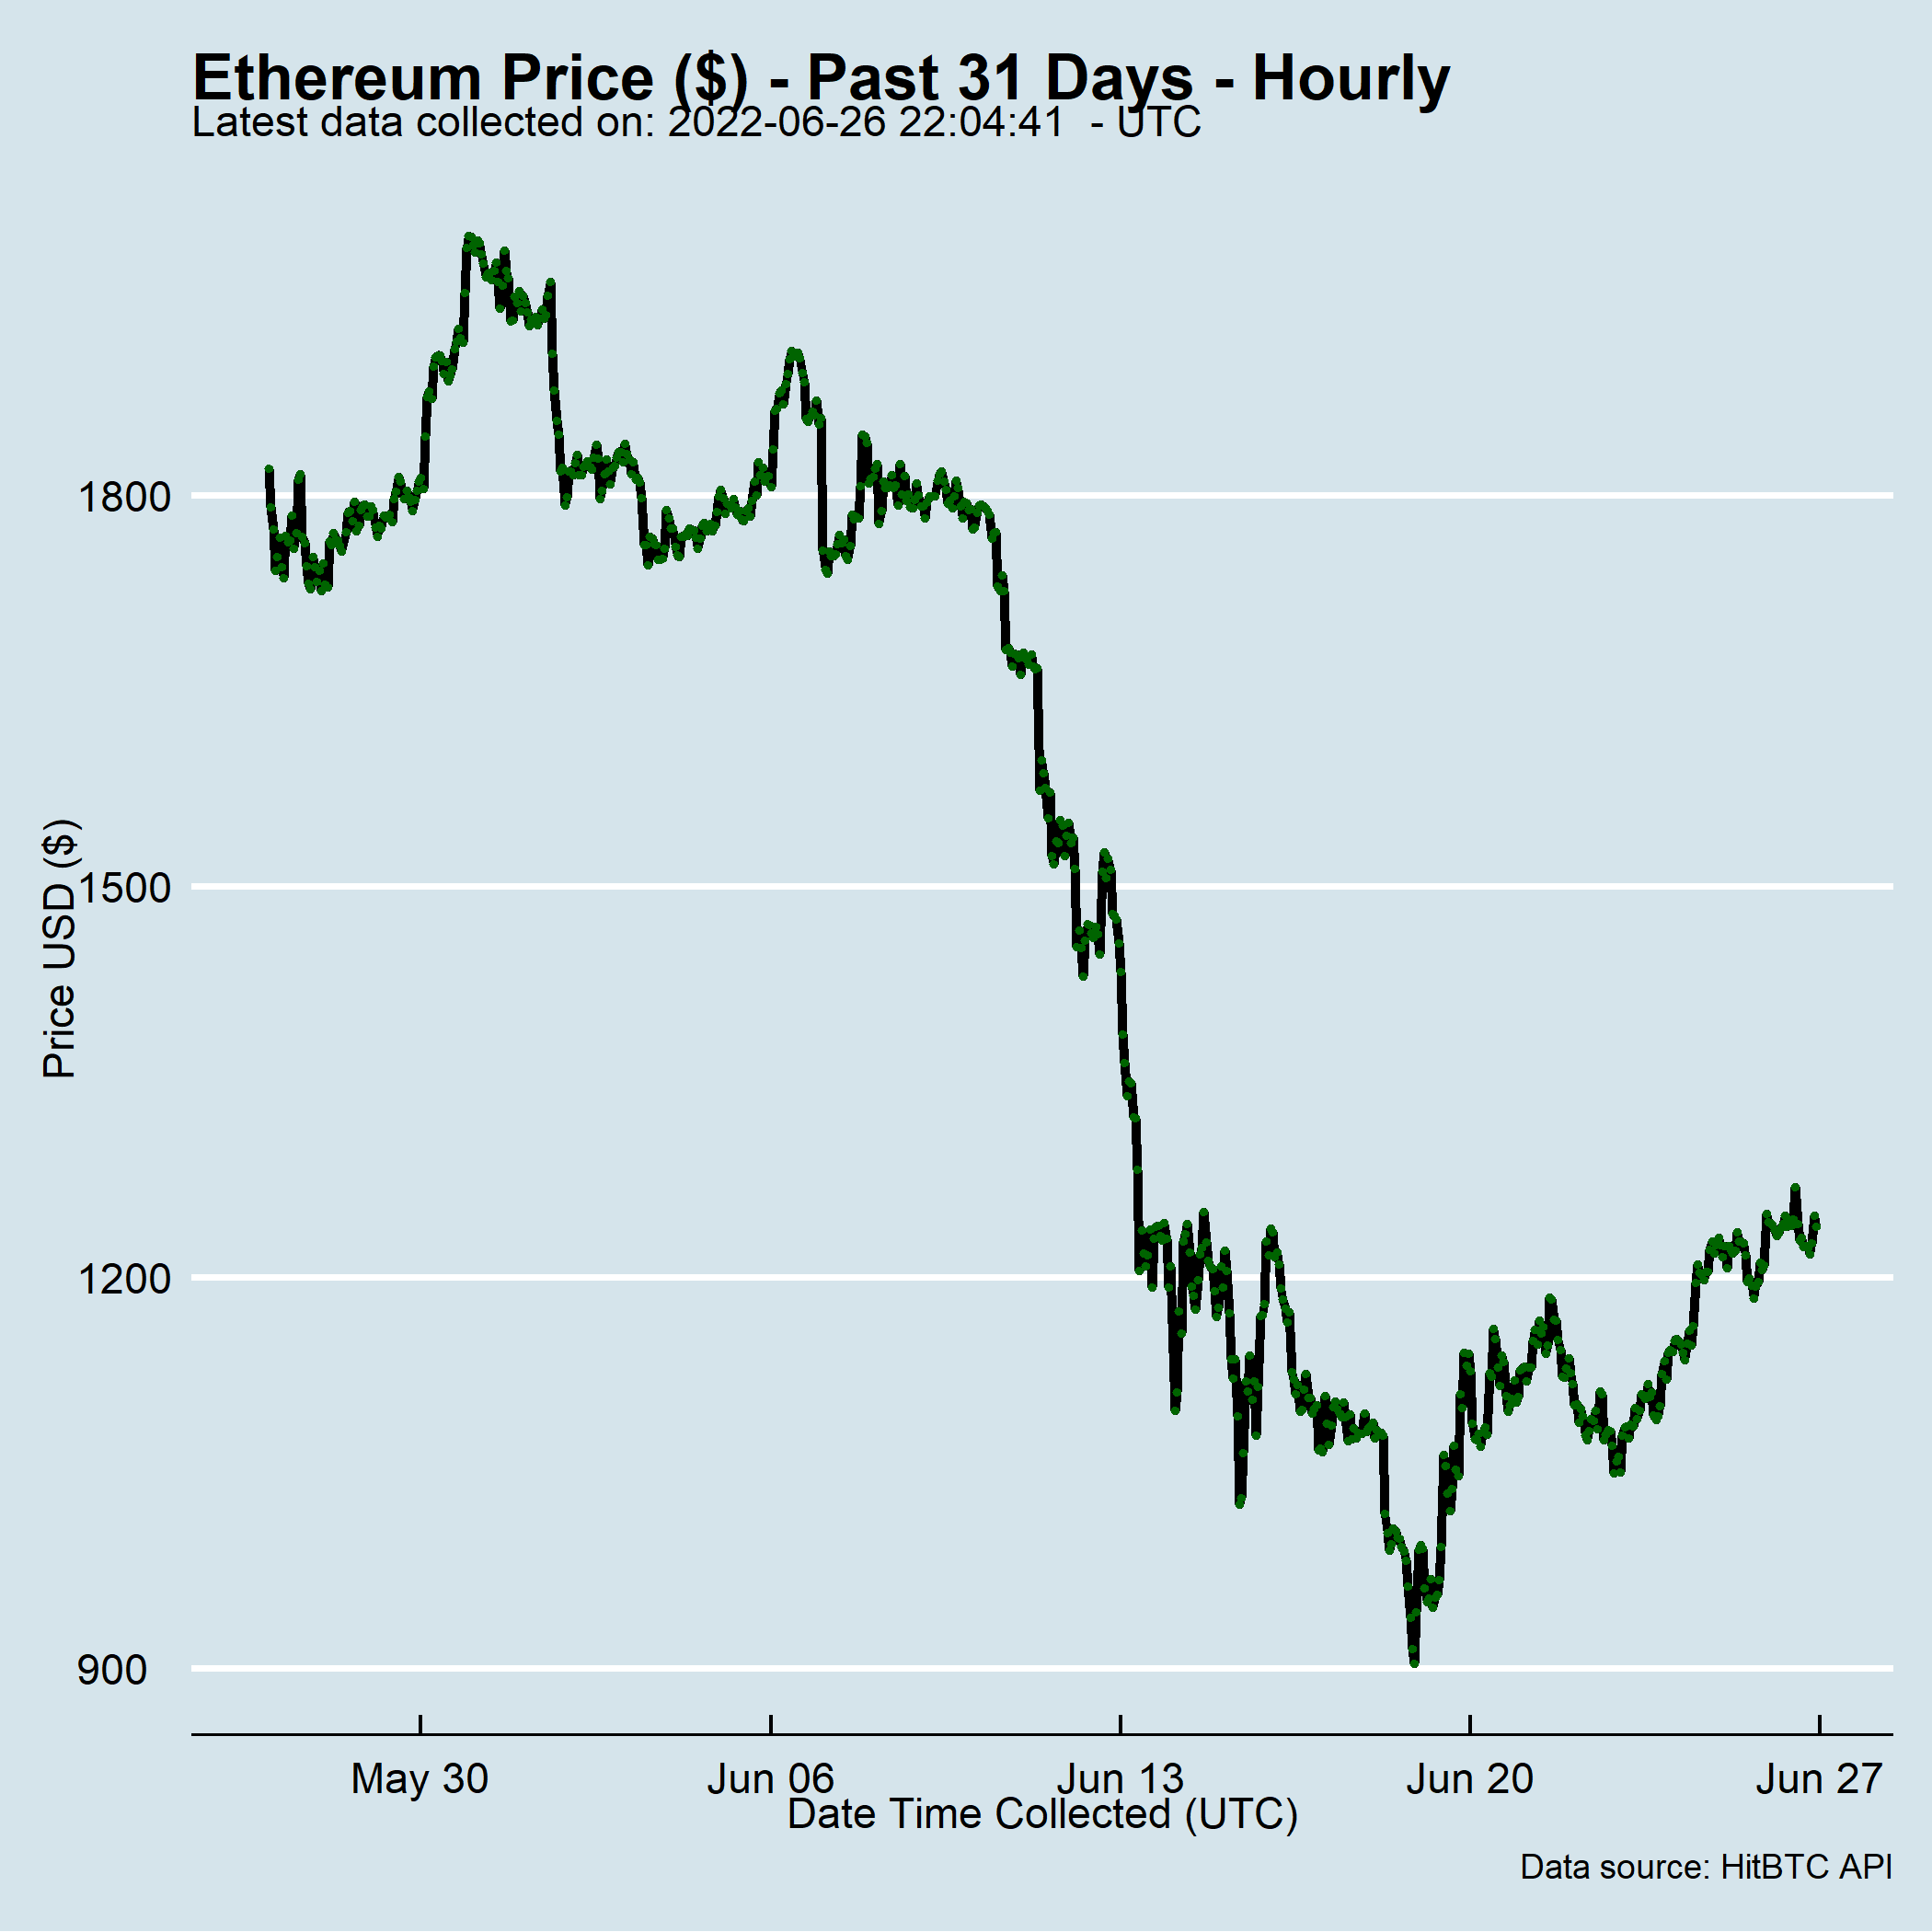 Ethereum Price ($) - Past 31 Days - Hourly
Latest data collected on: 2022-06-26 22:04:41  - UTC
Price USD ($)
1800
1500
1200
900
May 30
Jun 06
Jun 13
Jun 20
Jun 27
Date Time Collected (UTC)
Data source: HitBTC API